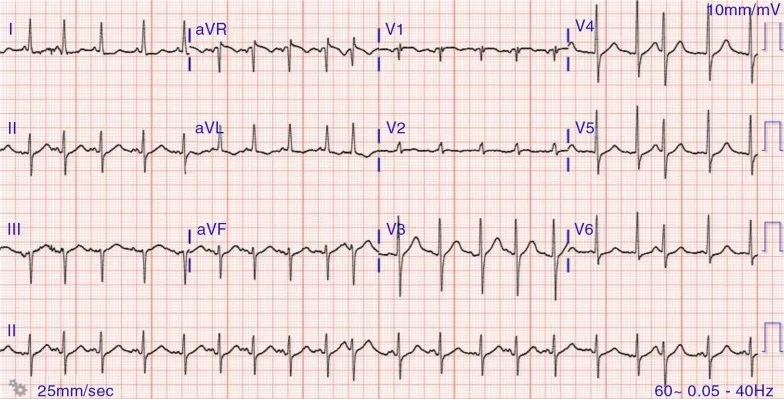 10mm/mV
I aVR V1 V4
II aVL V2 V5
III aVF V3 V6
II
25mm/sec 60~ 0.05 - 40Hz